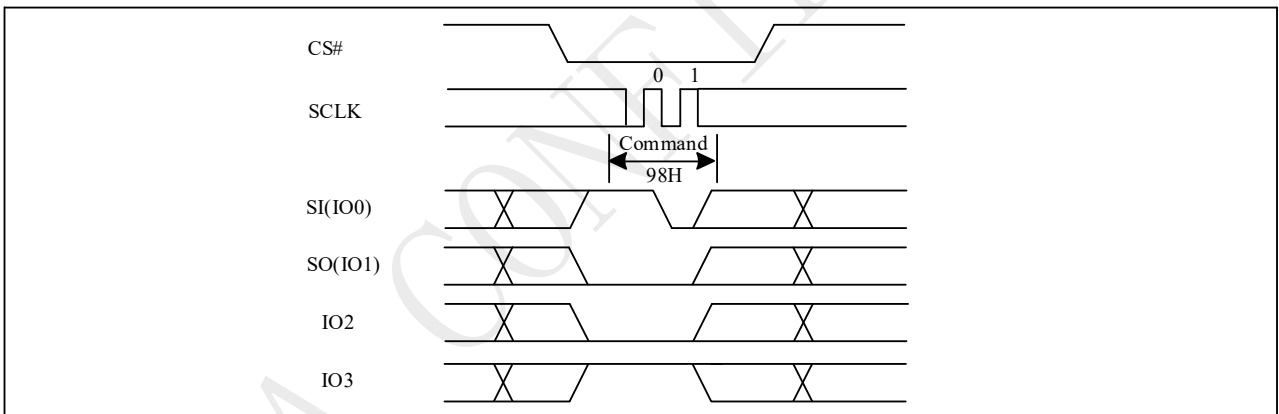 CS#
0 1
SCLK
Command
98H
SI(IO0)
SO(IO1)
IO2
IO3